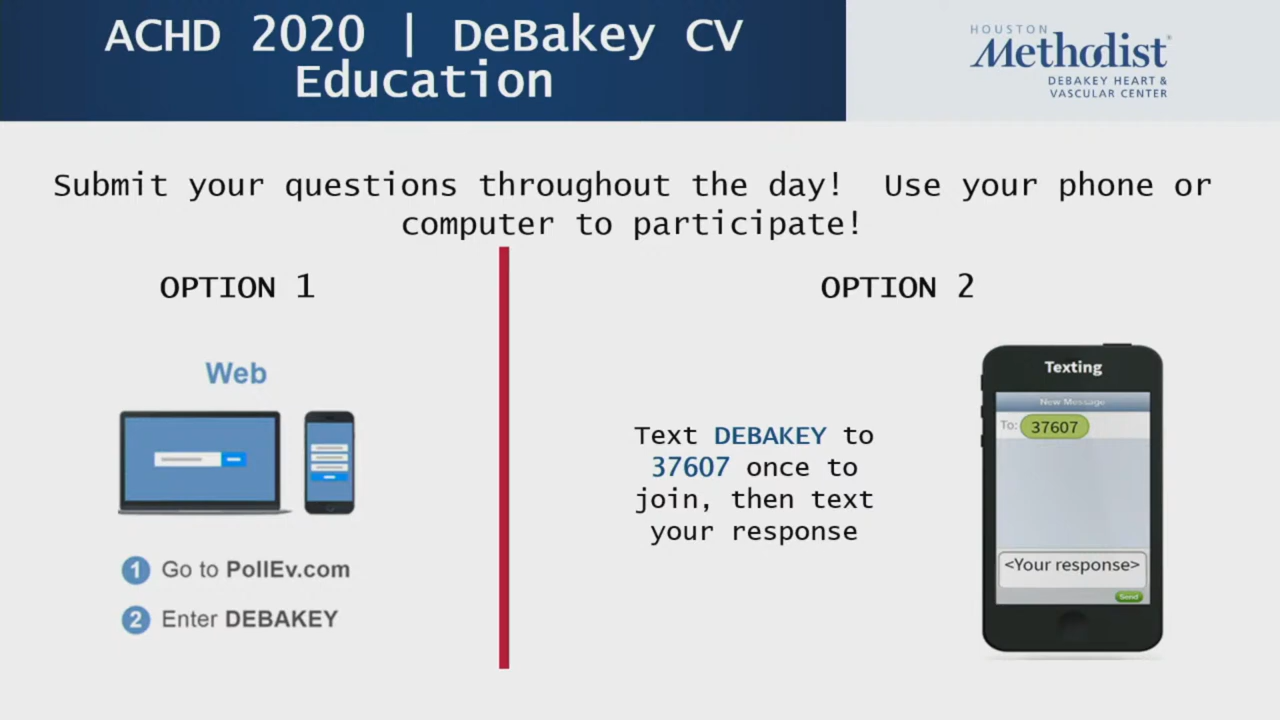 ACHD 2020 | DeBakey CV
Education
HOUSTON
Methodist®
DEBAKEY HEART &
VASCULAR CENTER
Submit your questions throughout the day!  Use your phone or
computer to participate!
OPTION 1
Web
1 Go to PollEv.com
2 Enter DEBAKEY
OPTION 2
Text DEBAKEY to
37607 once to
join, then text
your response
Texting
New Message
To: 37607
<Your response>
Send